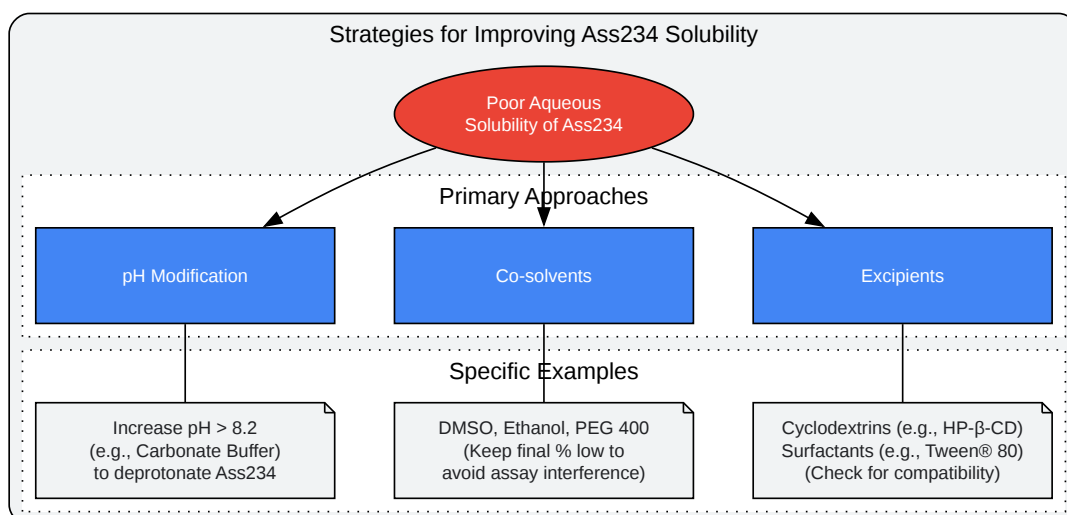 Strategies for Improving Ass234 Solubility
Poor Aqueous
Solubility of Ass234
Primary Approaches
pH Modification
Co-solvents
Excipients
Specific Examples
Increase pH > 8.2
(e.g., Carbonate Buffer)
to deprotonate Ass234
DMSO, Ethanol, PEG 400
(Keep final % low to
avoid assay interference)
Cyclodextrins (e.g., HP-β-CD)
Surfactants (e.g., Tween® 80)
(Check for compatibility)